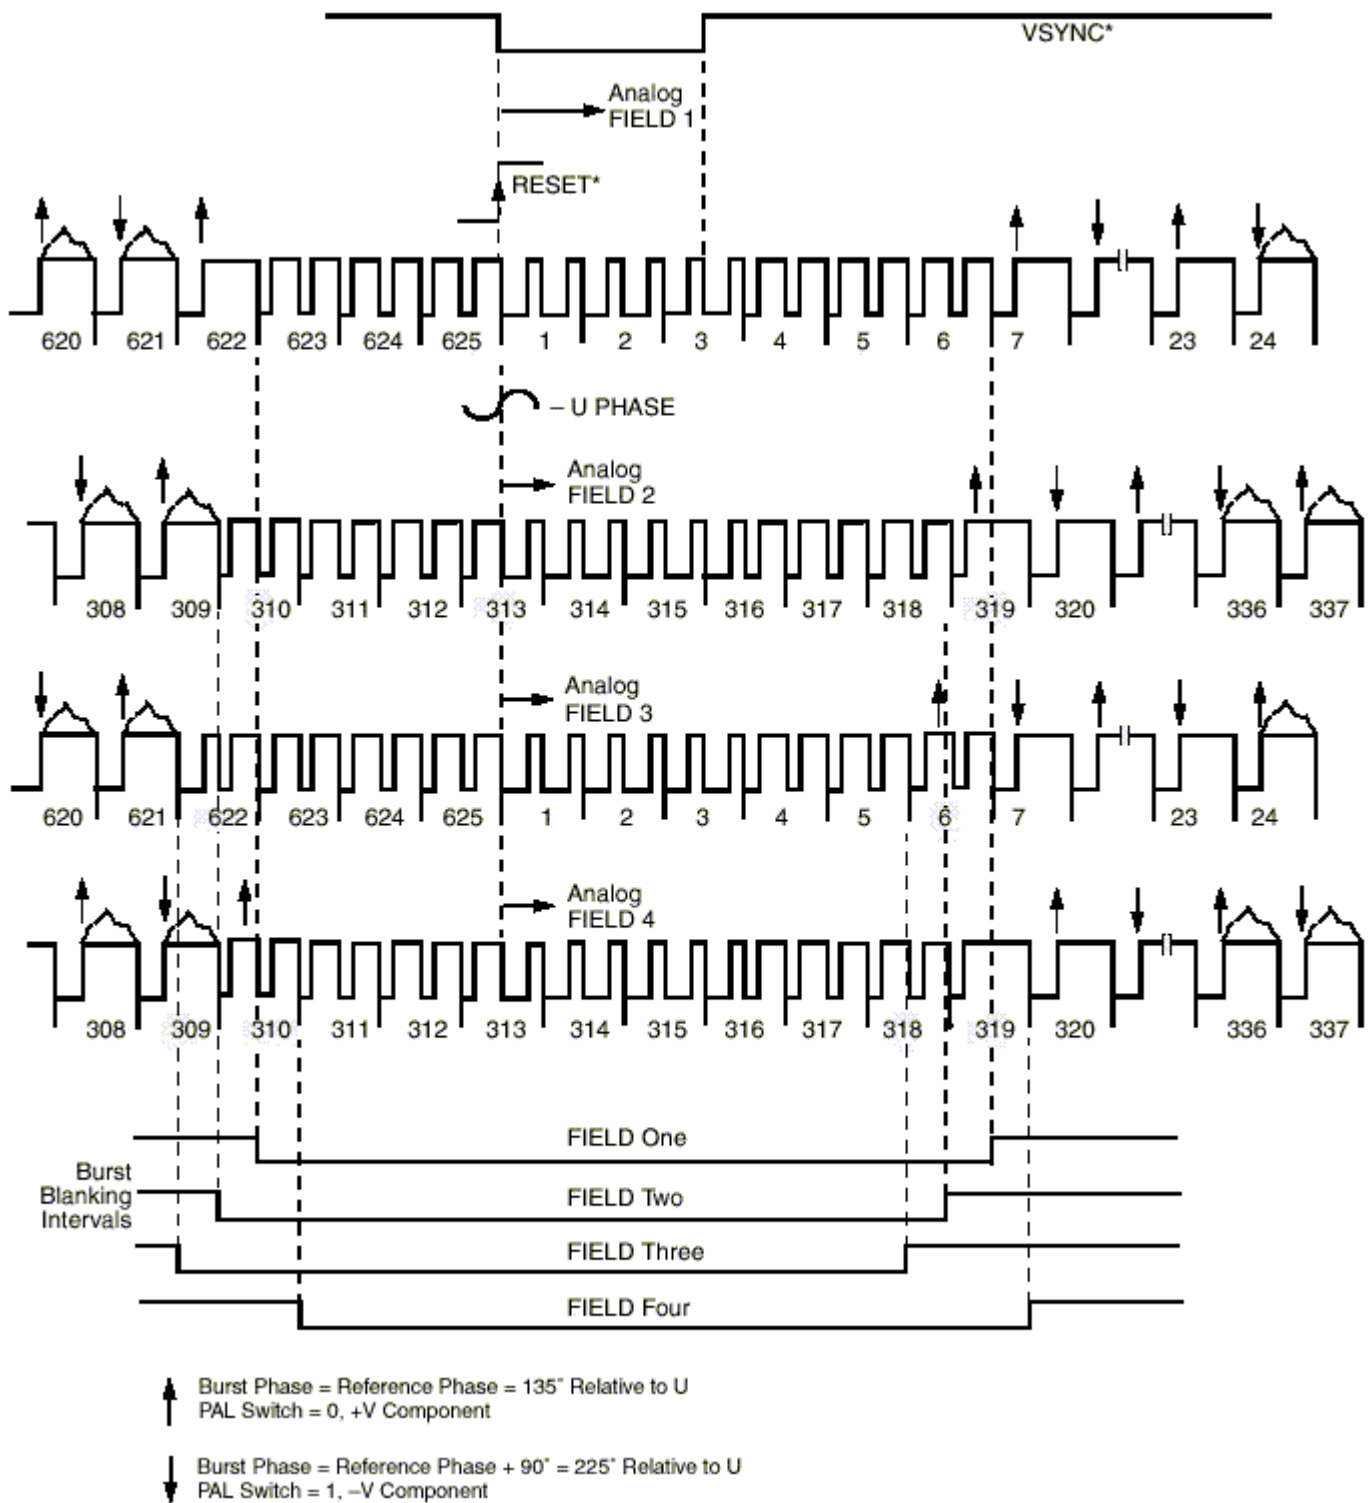 VSYNC*
Analog
FIELD 1
RESET*
620 621 622 623 624 625 1 2 3 4 5 6 7 23 24
– U PHASE
Analog
FIELD 2
308 309 310 311 312 313 314 315 316 317 318 319 320 336 337
Analog
FIELD 3
620 621 622 623 624 625 1 2 3 4 5 6 7 23 24
Analog
FIELD 4
308 309 310 311 312 313 314 315 316 317 318 319 320 336 337
FIELD One
Burst
Blanking
Intervals
FIELD Two
FIELD Three
FIELD Four
Burst Phase = Reference Phase = 135° Relative to U
PAL Switch = 0, +V Component
Burst Phase = Reference Phase + 90° = 225° Relative to U
PAL Switch = 1, –V Component